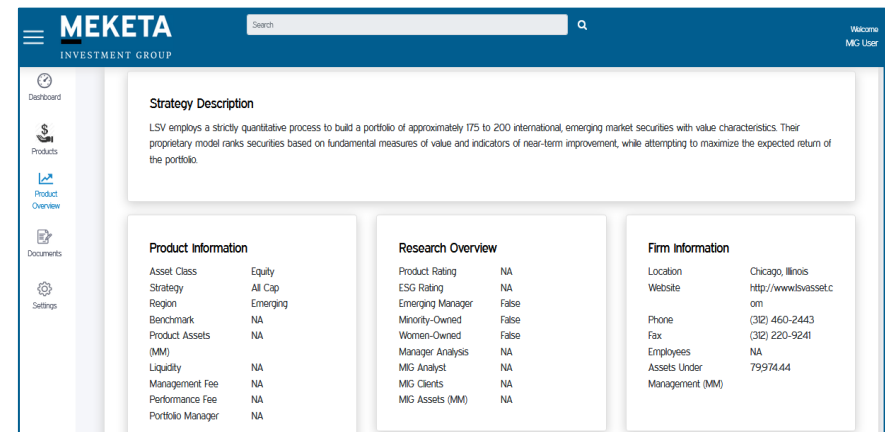 MEKETA
INVESTMENT GROUP
Search
Welcome
MIG User
Dashboard
Products
Product
Overview
Documents
Settings
Strategy Description
LSV employs a strictly quantitative process to build a portfolio of approximately 175 to 200 international, emerging market securities with value characteristics. Their
proprietary model ranks securities based on fundamental measures of value and indicators of near-term improvement, while attempting to maximize the expected return of
the portfolio.
Product Information
Asset Class Equity
Strategy All Cap
Region Emerging
Benchmark NA
Product Assets NA
(MM)
Liquidity NA
Management Fee NA
Performance Fee NA
Portfolio Manager NA
Research Overview
Product Rating NA
ESG Rating NA
Emerging Manager False
Minority-Owned False
Women-Owned False
Manager Analysis NA
MIG Analyst NA
MIG Clients NA
MIG Assets (MM) NA
Firm Information
Location Chicago, Illinois
Website http://www.lsvasset.c
om
Phone (312) 460-2443
Fax (312) 220-9241
Employees NA
Assets Under 79,974.44
Management (MM)